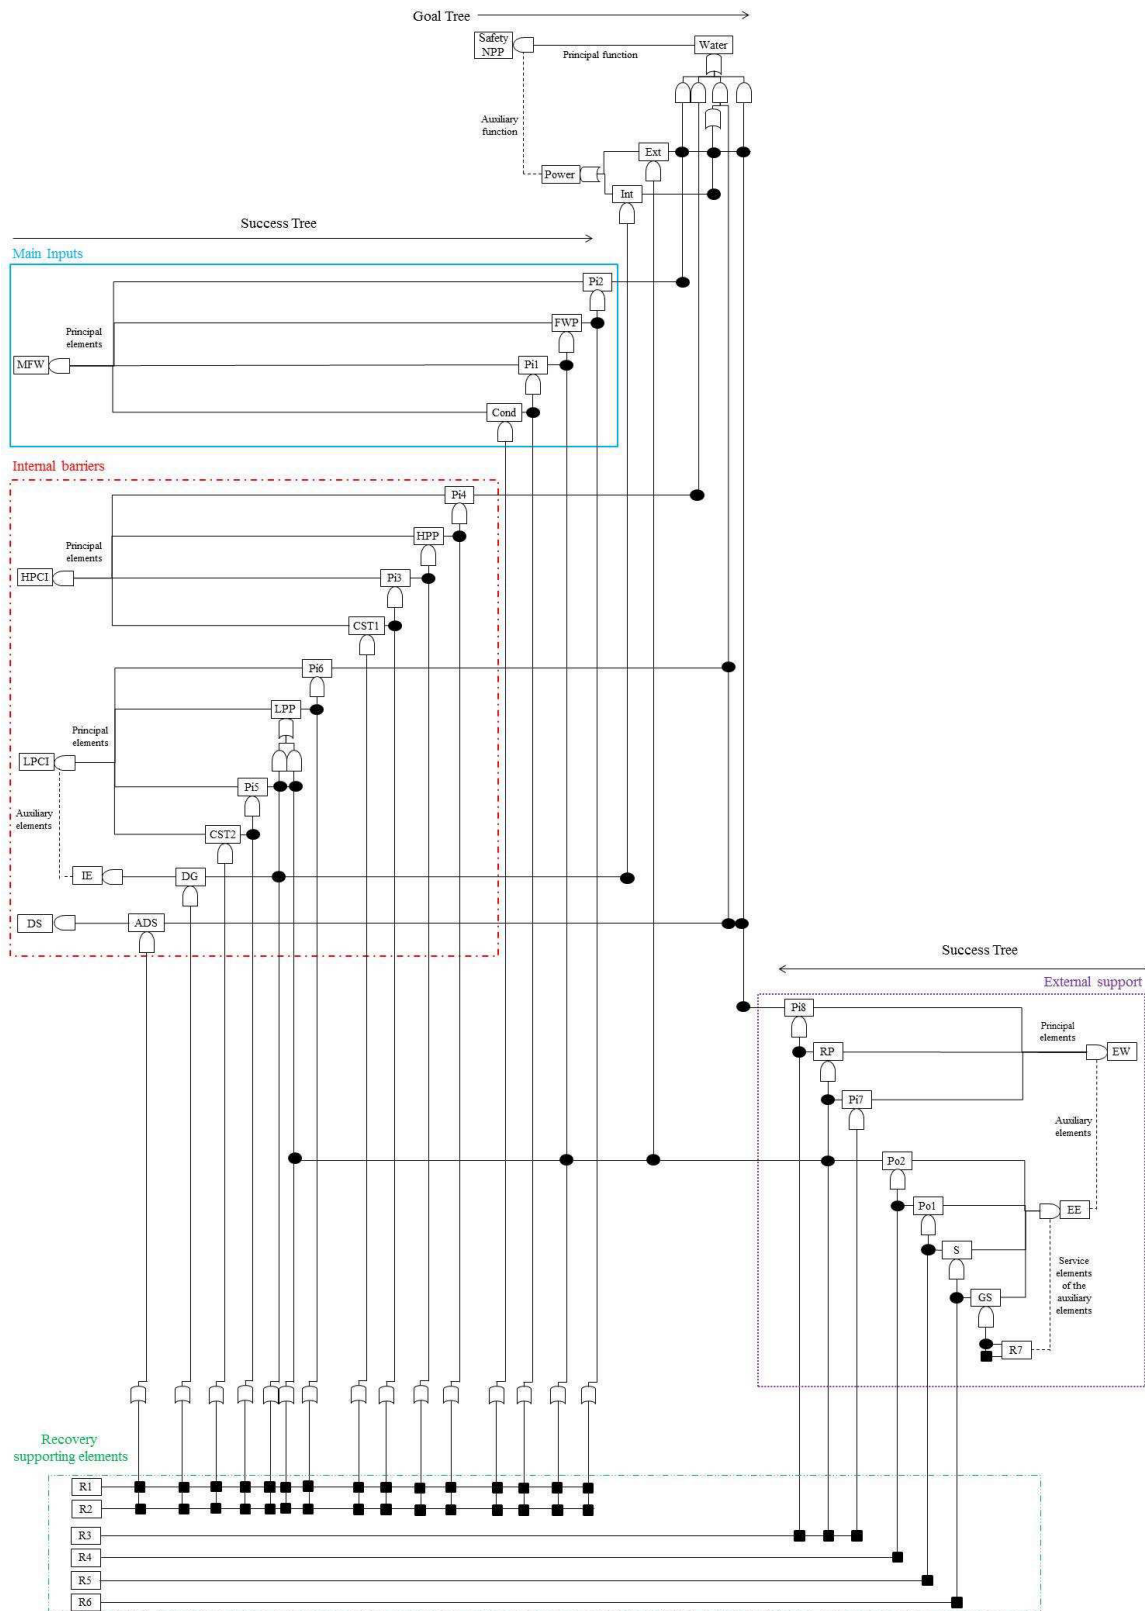 Goal Tree
Safety
NPP
Water
Principal function
Auxiliary
function
Ext
Power
Int
Success Tree
Main Inputs
Pi2
Principal
elements
FWP
MFW
Pi1
Cond
Internal barriers
Pi4
HPP
Principal
elements
HPCI
Pi3
CST1
Pi6
LPP
Principal
elements
LPCI
Pi5
Auxiliary
elements
CST2
IE
DG
DS
ADS
Success Tree
External support
Pi8
Principal
elements
RP
EW
Pi7
Auxiliary
elements
Po2
Po1
EE
S
Service
elements
of the
auxiliary
elements
GS
R7
Recovery
supporting elements
R1
R2
R3
R4
R5
R6